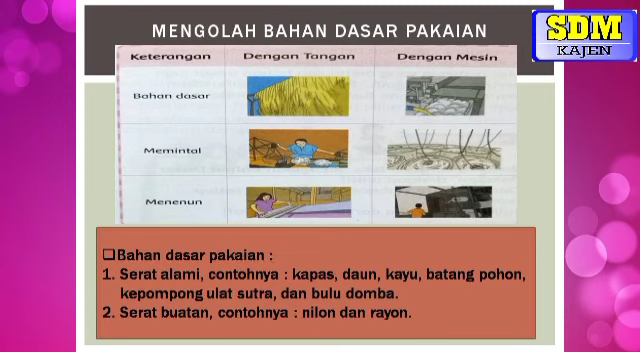 MENGOLAH BAHAN DASAR PAKAIAN
SDM
KAJEN
Keterangan Dengan Tangan Dengan Mesin
Bahan dasar
Memintal
Menenun
❑Bahan dasar pakaian :
1. Serat alami, contohnya : kapas, daun, kayu, batang pohon,
kepompong ulat sutra, dan bulu domba.
2. Serat buatan, contohnya : nilon dan rayon.